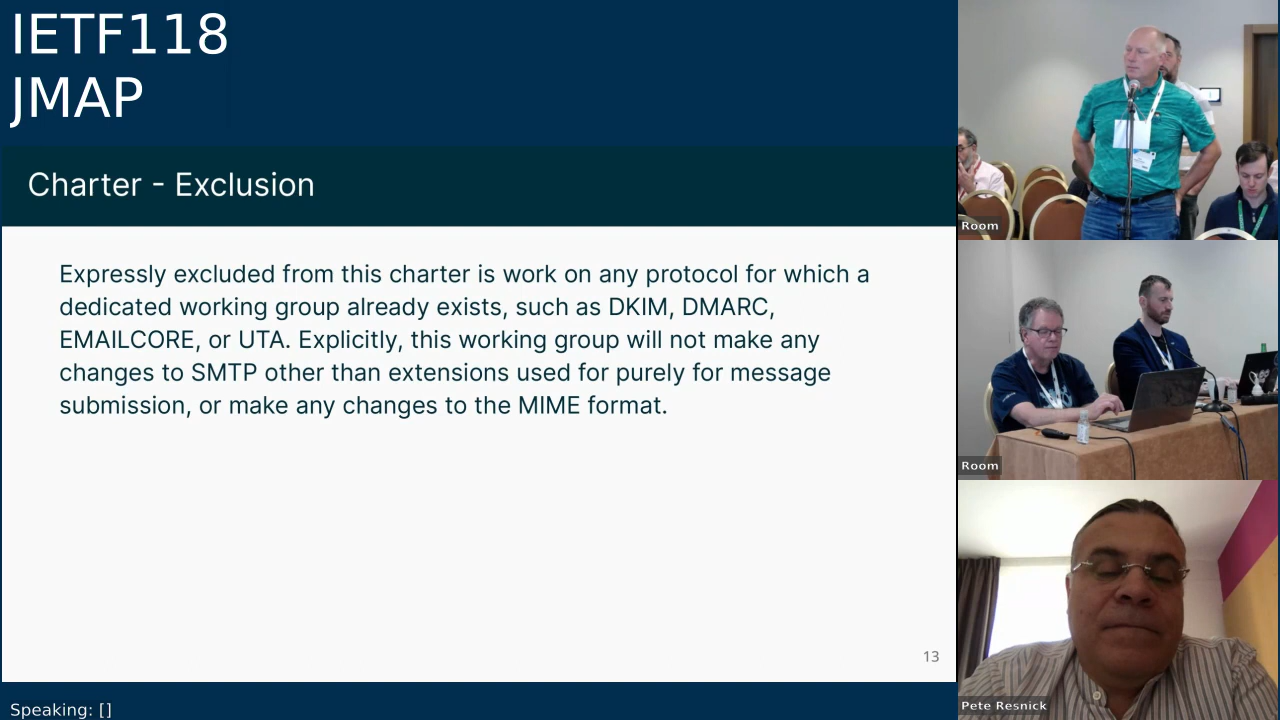 IETF118
JMAP
Charter - Exclusion
Expressly excluded from this charter is work on any protocol for which a
dedicated working group already exists, such as DKIM, DMARC,
EMAILCORE, or UTA. Explicitly, this working group will not make any
changes to SMTP other than extensions used for purely for message
submission, or make any changes to the MIME format.
13
Speaking: []
Room
Room
Pete Resnick